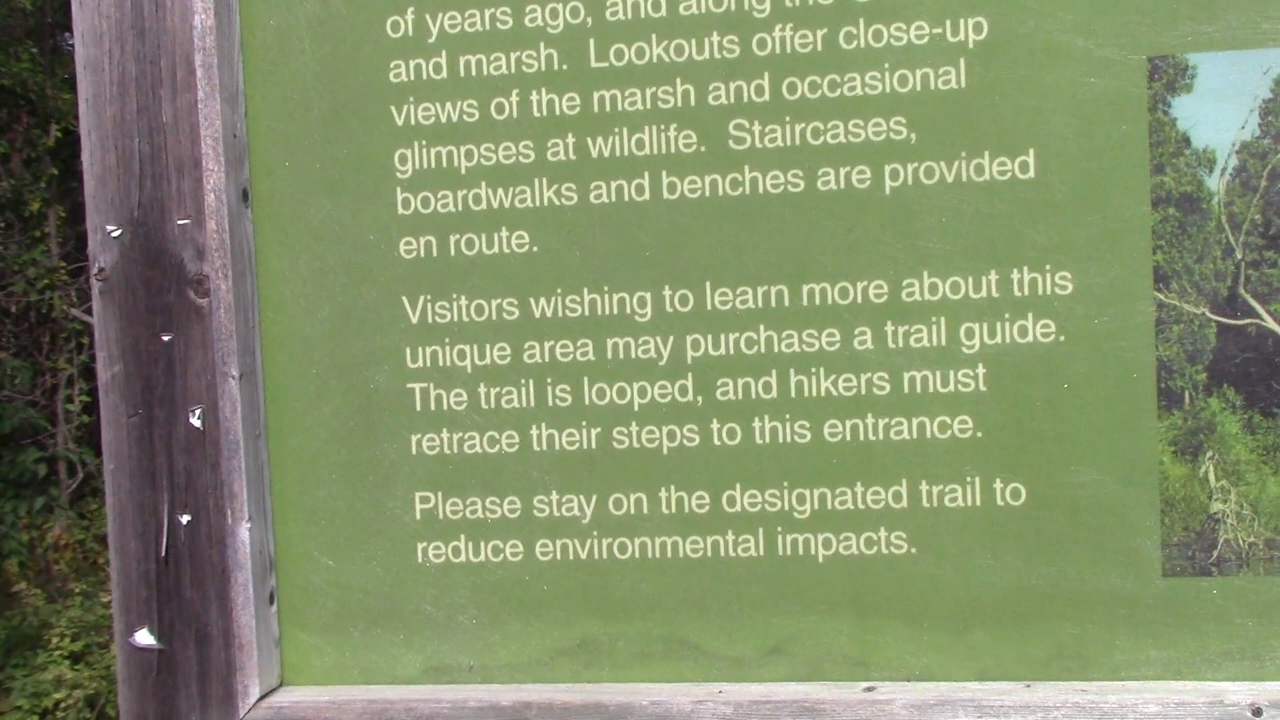 of years ago, and along the
and marsh. Lookouts offer close-up
views of the marsh and occasional
glimpses at wildlife. Staircases,
boardwalks and benches are provided
en route.
Visitors wishing to learn more about this
unique area may purchase a trail guide.
The trail is looped, and hikers must
retrace their steps to this entrance.
Please stay on the designated trail to
reduce environmental impacts.